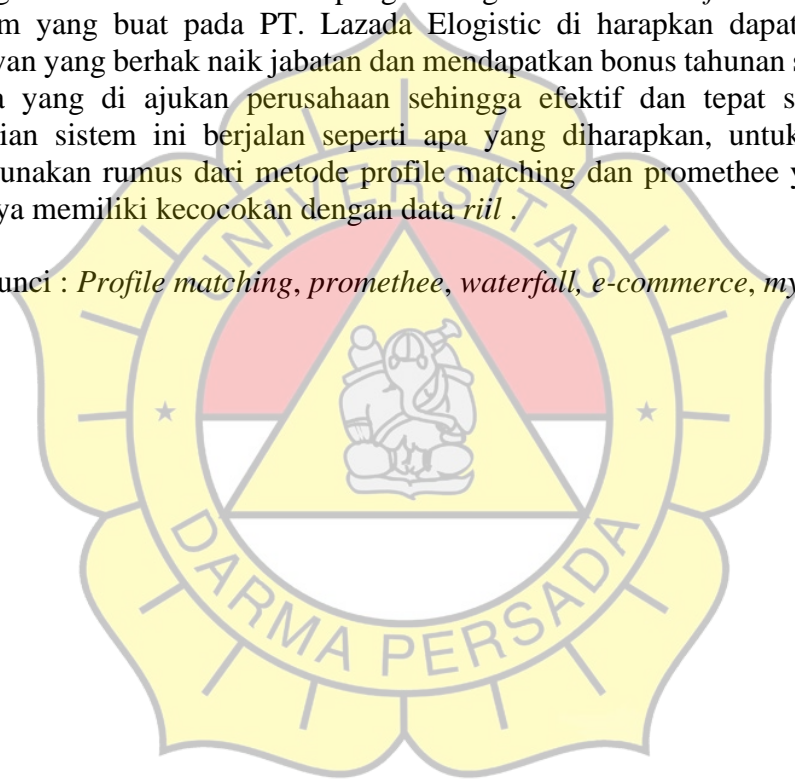 m yang buat pada PT. Lazada Elogistic di harapkan dapat
van yang berhak naik jabatan dan mendapatkan bonus tahunan s
a yang di ajukan perusahaan sehingga efektif dan tepat s
ian sistem ini berjalan seperti apa yang diharapkan, untuk
unakan rumus dari metode profile matching dan promethee y
ya memiliki kecocokan dengan data riil .
unci : Profile matching, promethee, waterfall, e-commerce, my
UNIVERSITAS
DARMA PERSADA